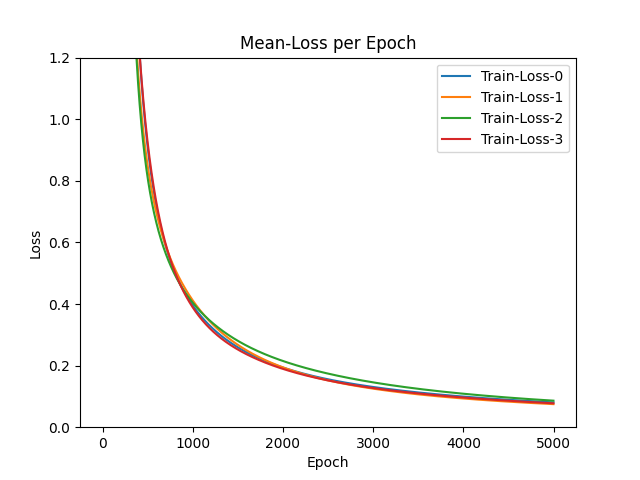 Mean-Loss per Epoch
1.2
1.0
0.8
0.6
0.4
0.2
0.0
Loss
Train-Loss-0
Train-Loss-1
Train-Loss-2
Train-Loss-3
0 1000 2000 3000 4000 5000
Epoch